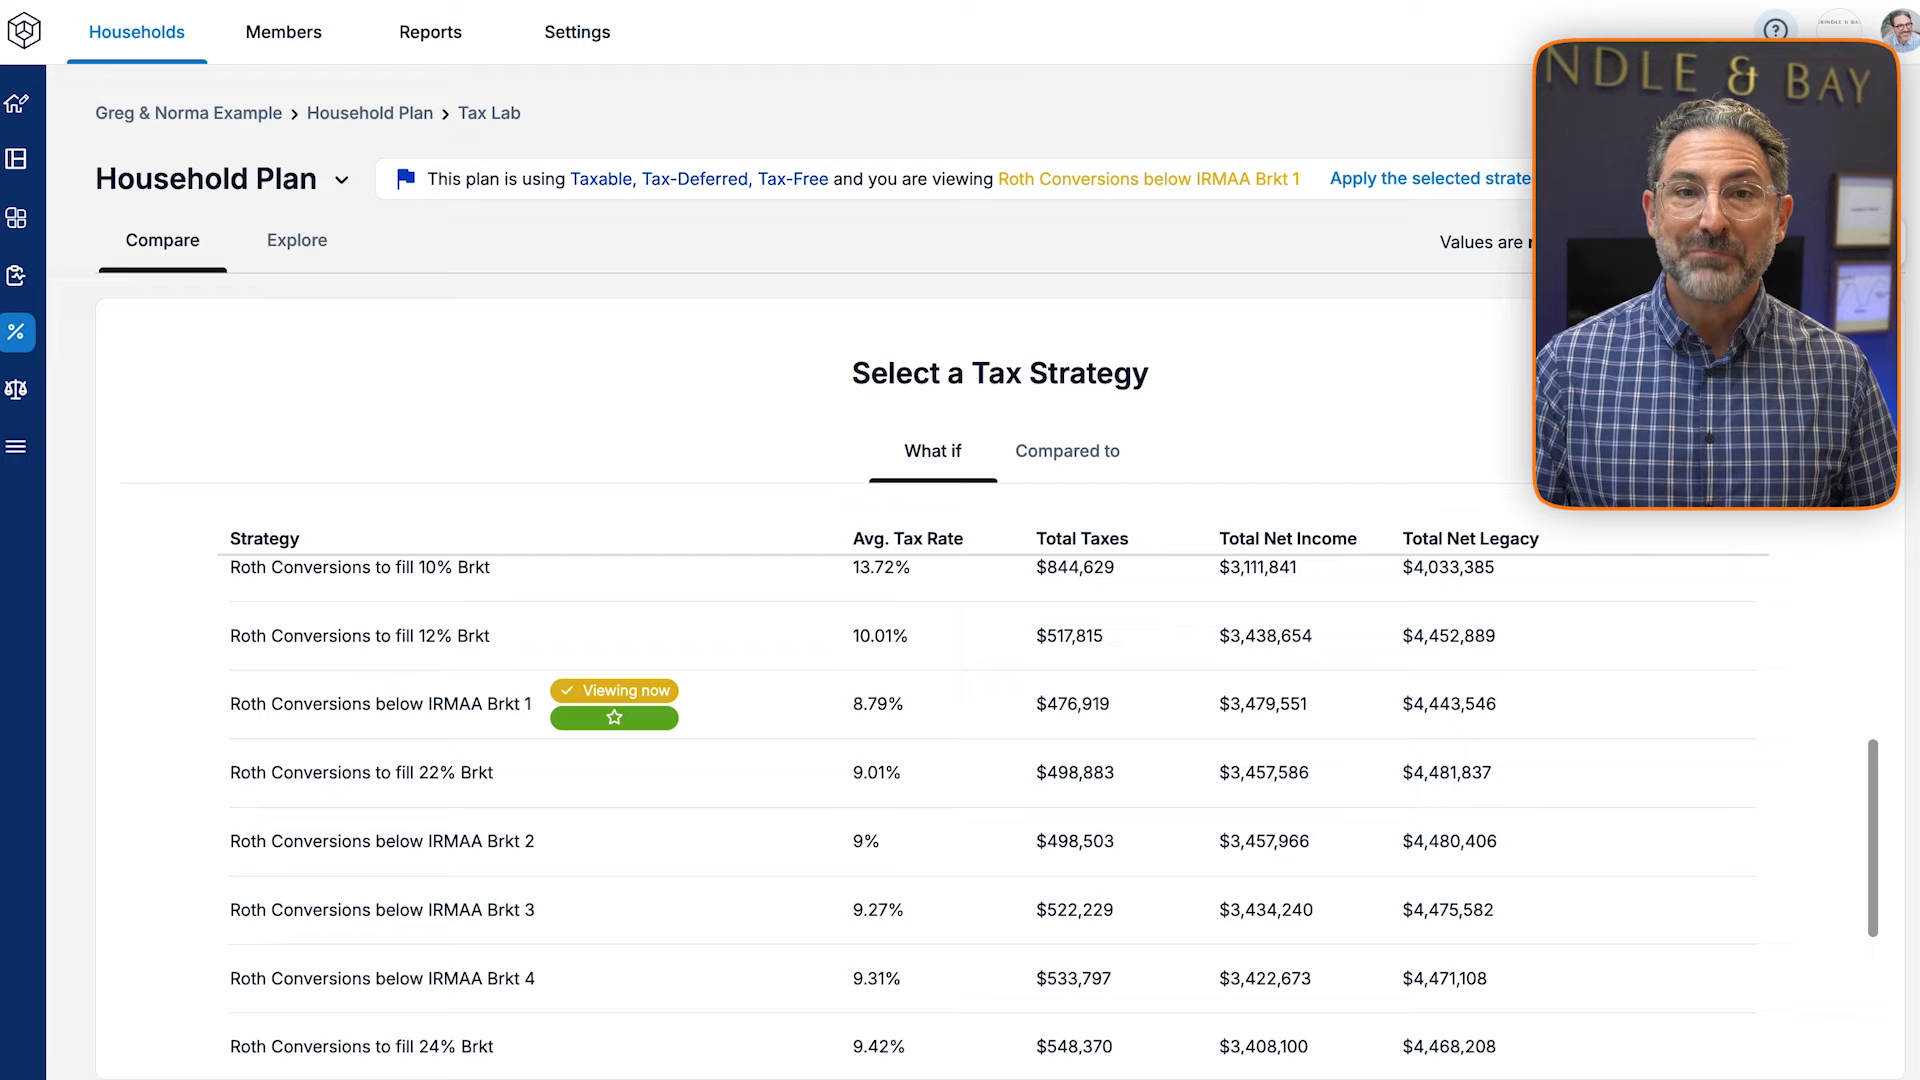 Households Members Reports Settings
?
RINDLE & BAY
NDLE & BAY
Greg & Norma Example > Household Plan > Tax Lab
Household Plan
This plan is using Taxable, Tax-Deferred, Tax-Free and you are viewing Roth Conversions below IRMAA Brkt 1 Apply the selected strate
Compare Explore
Values are
Select a Tax Strategy
What if Compared to
Strategy Avg. Tax Rate Total Taxes Total Net Income Total Net Legacy
Roth Conversions to fill 10% Brkt 13.72% $844,629 $3,111,841 $4,033,385
Roth Conversions to fill 12% Brkt 10.01% $517,815 $3,438,654 $4,452,889
Viewing now
Roth Conversions below IRMAA Brkt 1 8.79% $476,919 $3,479,551 $4,443,546
Roth Conversions to fill 22% Brkt 9.01% $498,883 $3,457,586 $4,481,837
Roth Conversions below IRMAA Brkt 2 9% $498,503 $3,457,966 $4,480,406
Roth Conversions below IRMAA Brkt 3 9.27% $522,229 $3,434,240 $4,475,582
Roth Conversions below IRMAA Brkt 4 9.31% $533,797 $3,422,673 $4,471,108
Roth Conversions to fill 24% Brkt 9.42% $548,370 $3,408,100 $4,468,208